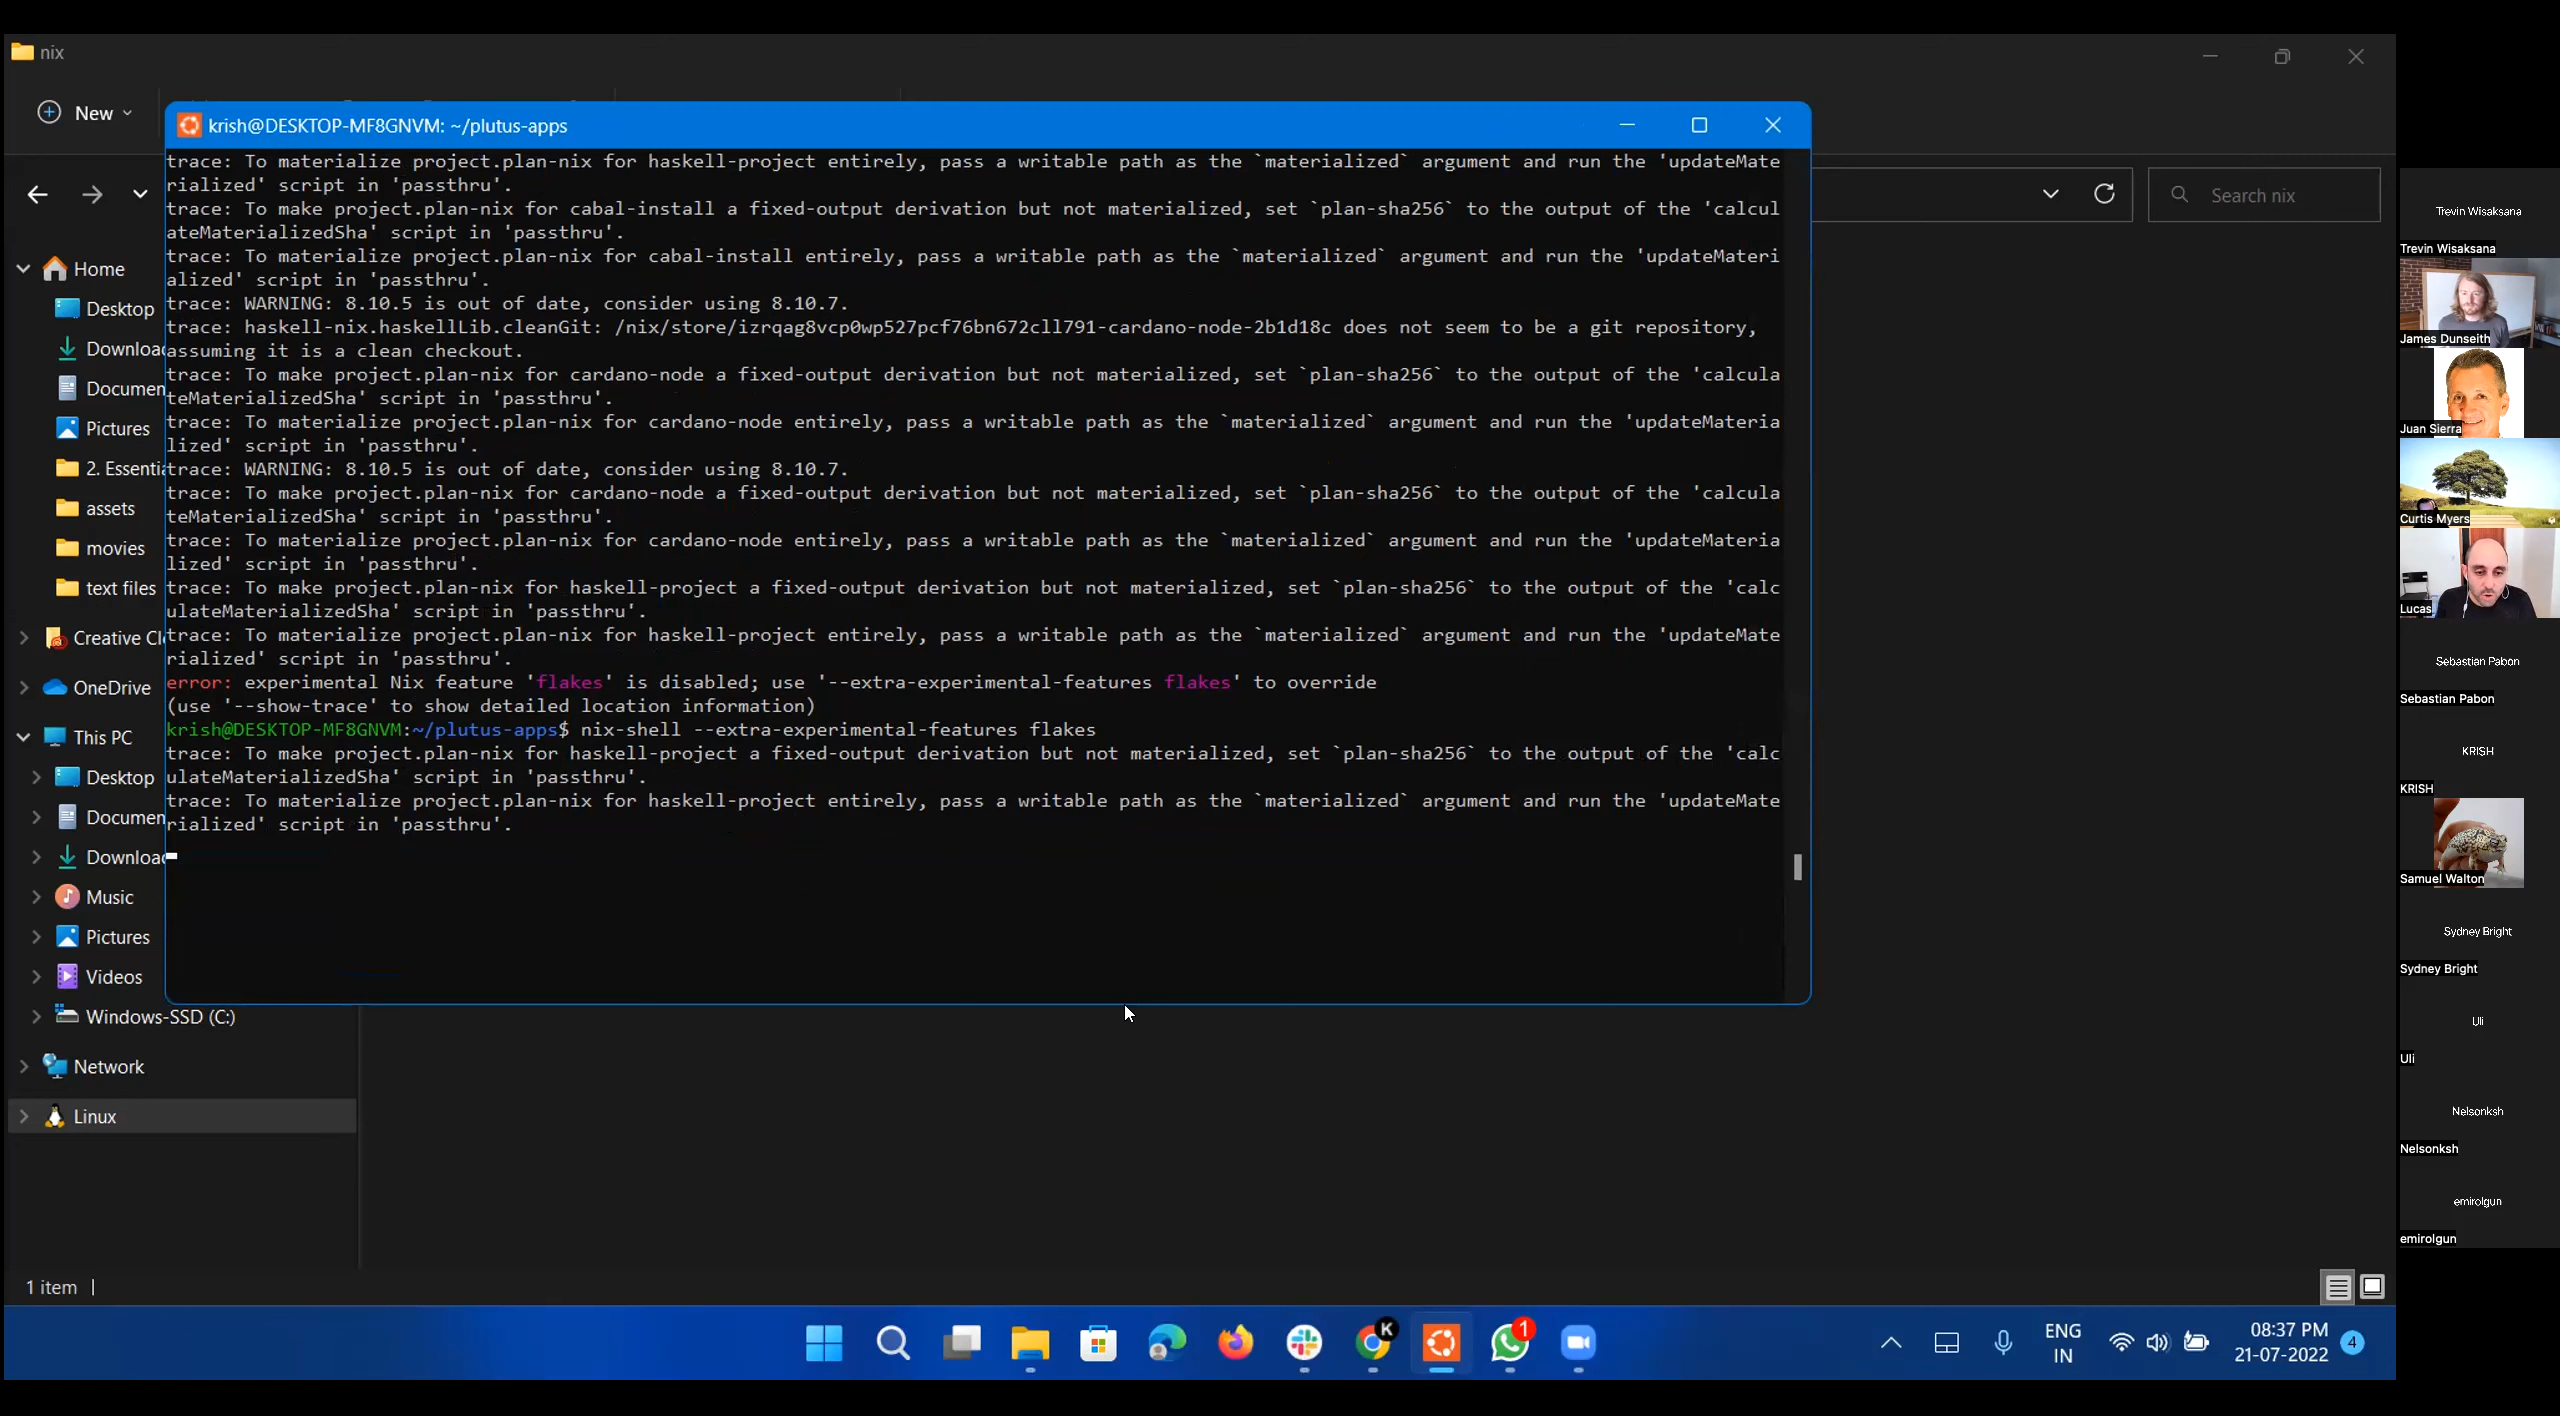 nix
New
krish@DESKTOP-MF8GNVM: ~/plutus-apps
Search nix
Home
Desktop
Downloa
Documen
Pictures
2. Essenti
assets
movies
text files
Creative Cl
OneDrive
This PC
Desktop
Documen
Downloa
Music
Pictures
Videos
Windows-SSD (C:)
Network
Linux
trace: To materialize project.plan-nix for haskell-project entirely, pass a writable path as the `materialized` argument and run the 'updateMate
rialized' script in 'passthru'.
trace: To make project.plan-nix for cabal-install a fixed-output derivation but not materialized, set `plan-sha256` to the output of the 'calcul
ateMaterializedSha' script in 'passthru'.
trace: To materialize project.plan-nix for cabal-install entirely, pass a writable path as the `materialized` argument and run the 'updateMateri
alized' script in 'passthru'.
trace: WARNING: 8.10.5 is out of date, consider using 8.10.7.
trace: haskell-nix.haskellLib.cleanGit: /nix/store/izrqag8vcp0wp527pcf76bn672cll791-cardano-node-2b1d18c does not seem to be a git repository,
assuming it is a clean checkout.
trace: To make project.plan-nix for cardano-node a fixed-output derivation but not materialized, set `plan-sha256` to the output of the 'calcula
teMaterializedSha' script in 'passthru'.
trace: To materialize project.plan-nix for cardano-node entirely, pass a writable path as the `materialized` argument and run the 'updateMateria
lized' script in 'passthru'.
trace: WARNING: 8.10.5 is out of date, consider using 8.10.7.
trace: To make project.plan-nix for cardano-node a fixed-output derivation but not materialized, set `plan-sha256` to the output of the 'calcula
teMaterializedSha' script in 'passthru'.
trace: To materialize project.plan-nix for cardano-node entirely, pass a writable path as the `materialized` argument and run the 'updateMateria
lized' script in 'passthru'.
trace: To make project.plan-nix for haskell-project a fixed-output derivation but not materialized, set `plan-sha256` to the output of the 'calc
ulateMaterializedSha' script in 'passthru'.
trace: To materialize project.plan-nix for haskell-project entirely, pass a writable path as the `materialized` argument and run the 'updateMate
rialized' script in 'passthru'.
error: experimental Nix feature 'flakes' is disabled; use '--extra-experimental-features flakes' to override
(use '--show-trace' to show detailed location information)
krish@DESKTOP-MF8GNVM:~/plutus-apps$ nix-shell --extra-experimental-features flakes
trace: To make project.plan-nix for haskell-project a fixed-output derivation but not materialized, set `plan-sha256` to the output of the 'calc
ulateMaterializedSha' script in 'passthru'.
trace: To materialize project.plan-nix for haskell-project entirely, pass a writable path as the `materialized` argument and run the 'updateMate
rialized' script in 'passthru'.
1 item
K
1
ENG
IN
08:37 PM
21-07-2022
4
Trevin Wisaksana
Trevin Wisaksana
James Dunseith
Juan Sierra
Curtis Myers
Lucas
Sebastian Pabon
Sebastian Pabon
KRISH
KRISH
Samuel Walton
Sydney Bright
Sydney Bright
Uli
Uli
Nelsonksh
Nelsonksh
emirolgun
emirolgun